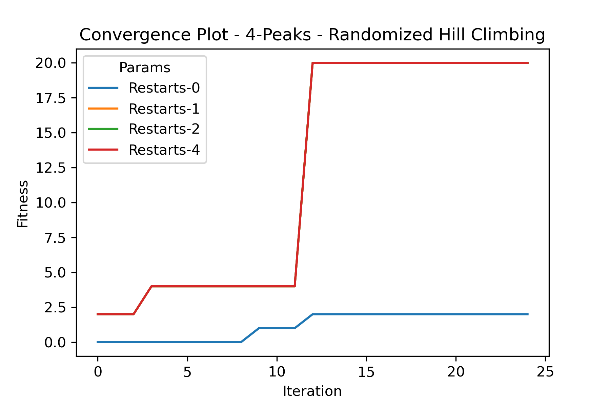 Convergence Plot - 4-Peaks - Randomized Hill Climbing
20.0
17.5
15.0
12.5
10.0
7.5
5.0
2.5
0.0
Fitness
Params
Restarts-0
Restarts-1
Restarts-2
Restarts-4
0 5 10 15 20 25
Iteration